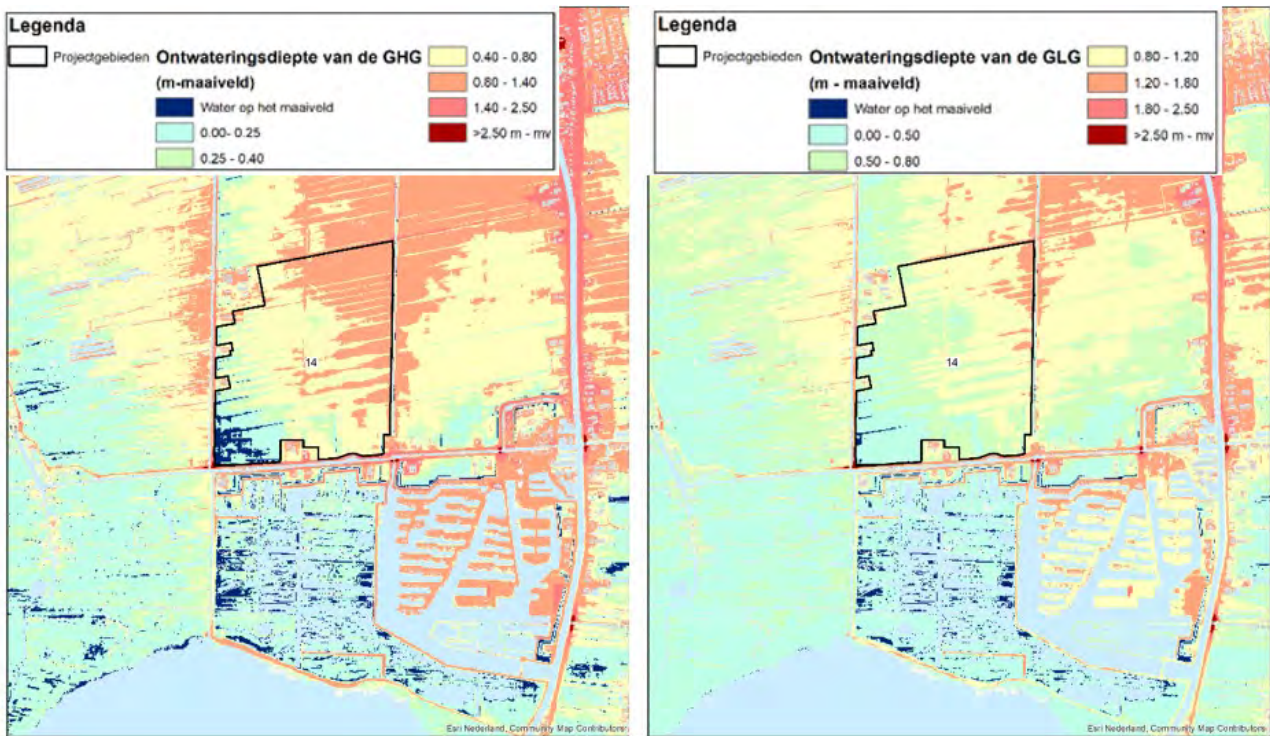 Legenda
Projectgebieden
Ontwateringsdiepte van de GHG
(m-maaiveld)
Water op het maaiveld
0.00- 0.25
0.25 - 0.40
0.40 - 0.80
0.80 - 1.40
1.40 - 2.50
>2.50 m - mv
14
Esri Nederland, Community Map Contributors
Legenda
Projectgebieden
Ontwateringsdiepte van de GLG
(m - maaiveld)
Water op het maaiveld
0.00 - 0.50
0.50 - 0.80
0.80 - 1.20
1.20 - 1.80
1.80 - 2.50
>2.50 m - mv
14
Esri Nederland, Community Map Contributors